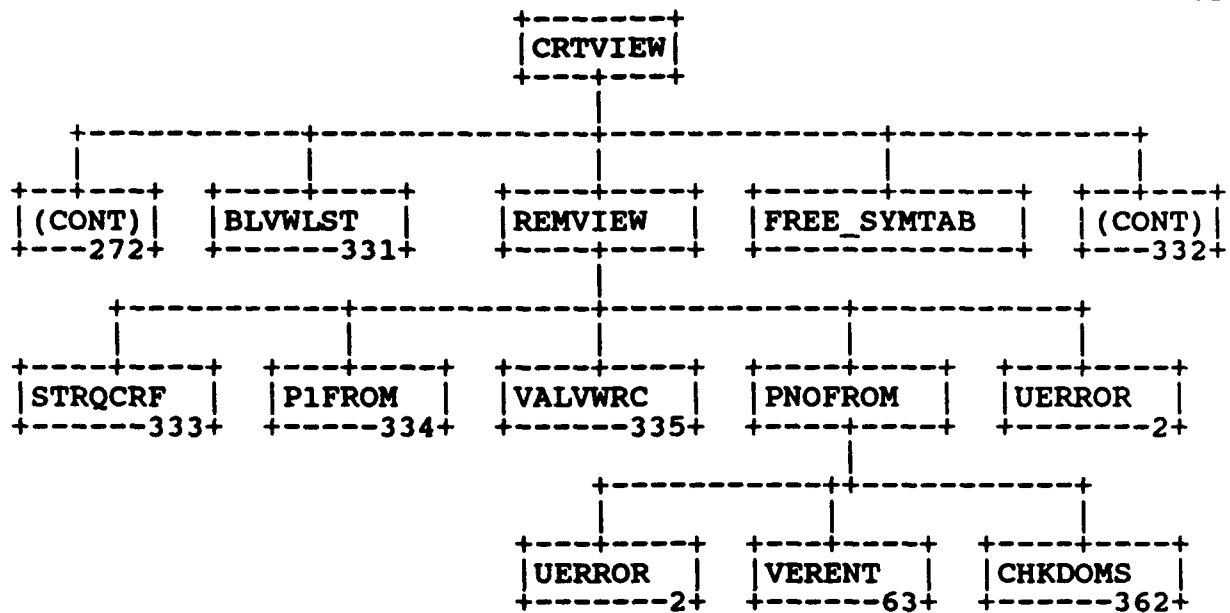 CRTVIEW
(CONT) BLVWLST REMVIEW FREE_SYMTAB (CONT)
272 331 332
STRQCRF P1FROM VALVWRC PNOFROM UERROR
333 334 335 2
UERROR VERENT CHKDOMS
2 63 362